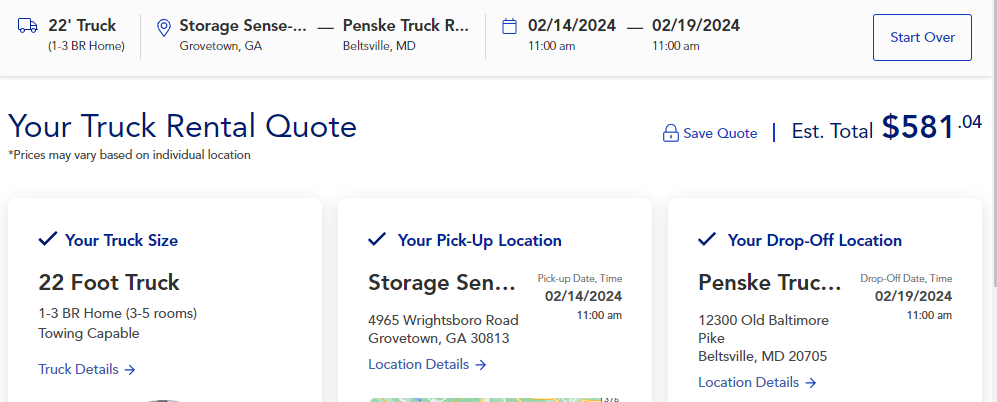 22' Truck
(1-3 BR Home)
Storage Sense-...
Grovetown, GA
—
Penske Truck R...
Beltsville, MD
02/14/2024
11:00 am
—
02/19/2024
11:00 am
Start Over
Your Truck Rental Quote
*Prices may vary based on individual location
Save Quote | Est. Total $581.04
Your Truck Size
22 Foot Truck
1-3 BR Home (3-5 rooms)
Towing Capable
Truck Details →
Your Pick-Up Location
Storage Sen...
Pick-up Date, Time
02/14/2024
11:00 am
4965 Wrightsboro Road
Grovetown, GA 30813
Location Details →
Your Drop-Off Location
Penske Truc...
Drop-Off Date, Time
02/19/2024
11:00 am
12300 Old Baltimore
Pike
Beltsville, MD 20705
Location Details →